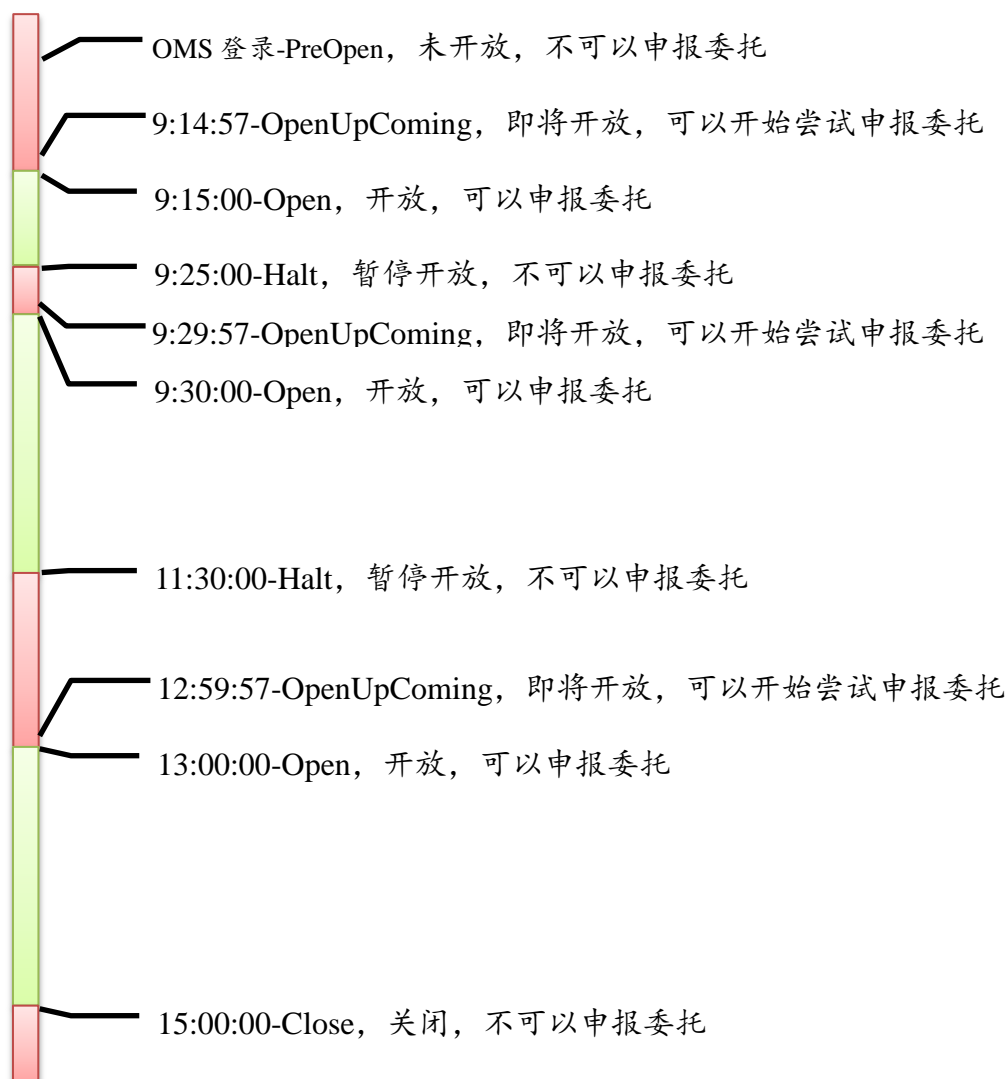 OMS 登录-PreOpen，未开放，不可以申报委托
9:14:57-OpenUpComing，即将开放，可以开始尝试申报委托
9:15:00-Open，开放，可以申报委托
9:25:00-Halt，暂停开放，不可以申报委托
9:29:57-OpenUpComing，即将开放，可以开始尝试申报委托
9:30:00-Open，开放，可以申报委托
11:30:00-Halt，暂停开放，不可以申报委托
12:59:57-OpenUpComing，即将开放，可以开始尝试申报委托
13:00:00-Open，开放，可以申报委托
15:00:00-Close，关闭，不可以申报委托